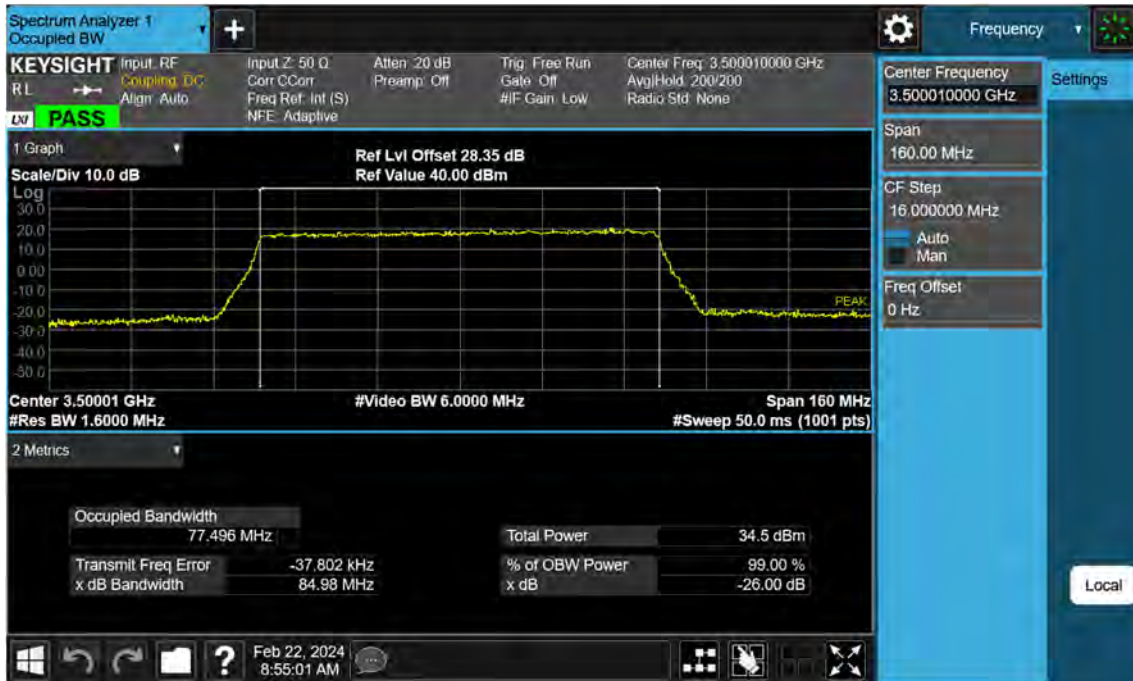 Spectrum Analyzer 1
Occupied BW
+
Frequency
KEYSIGHT
RL
LXI
PASS
Input: RF
Coupling: DC
Align: Auto
Input Z: 50 Ω
Corr CCorr
Freq Ref: Int (S)
NFE: Adaptive
Atten: 20 dB
Preamp: Off
Trig: Free Run
Gate: Off
#IF Gain: Low
Center Freq: 3.500010000 GHz
Avg|Hold: 200/200
Radio Std: None
Center Frequency
3.500010000 GHz
Settings
Span
160.00 MHz
CF Step
16.000000 MHz
Auto
Man
Freq Offset
0 Hz
1 Graph
Scale/Div 10.0 dB
Ref Lvl Offset 28.35 dB
Ref Value 40.00 dBm
Log
30.0
20.0
10.0
0.00
-10.0
-20.0
-30.0
-40.0
-50.0
PEAK
Center 3.50001 GHz
#Video BW 6.0000 MHz
Span 160 MHz
#Res BW 1.6000 MHz
#Sweep 50.0 ms (1001 pts)
2 Metrics
Occupied Bandwidth
77.496 MHz
Total Power
34.5 dBm
Transmit Freq Error
-37.802 kHz
% of OBW Power
99.00 %
x dB Bandwidth
84.98 MHz
x dB
-26.00 dB
Local
?
Feb 22, 2024
8:55:01 AM